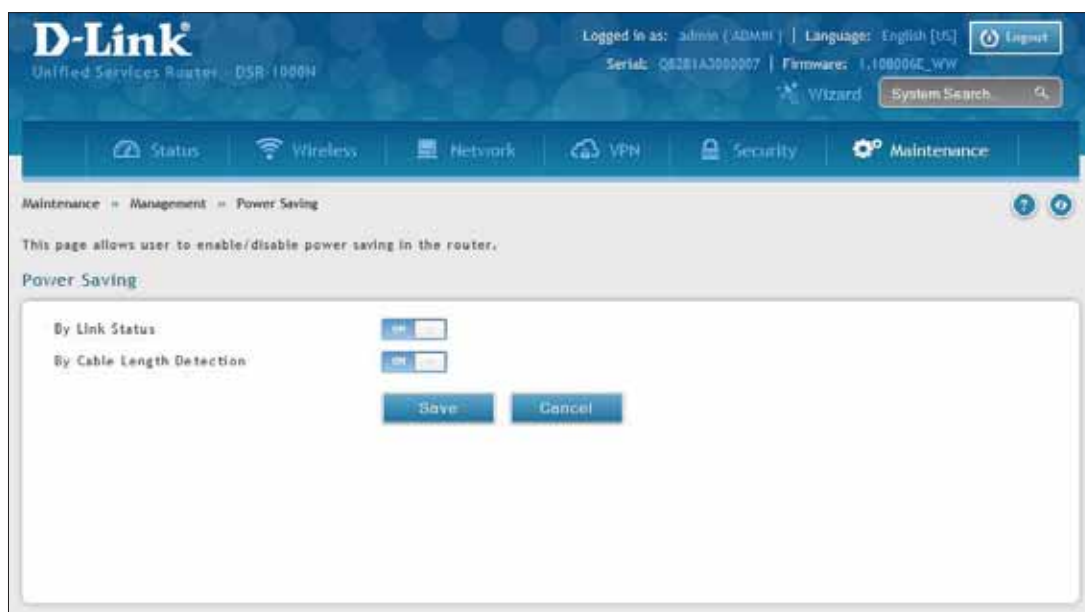 D-Link
Logged in as: admin ( ADMIN ) | Language: English [US]
Logout
Unified Services Router - DSR-1000N
Serial: | Firmware:
Wizard
System Search
Status
Wireless
Network
VPN
Security
Maintenance
Maintenance » Management » Power Saving
This page allows user to enable/disable power saving in the router.
Power Saving
By Link Status
ON
By Cable Length Detection
ON
Save
Cancel